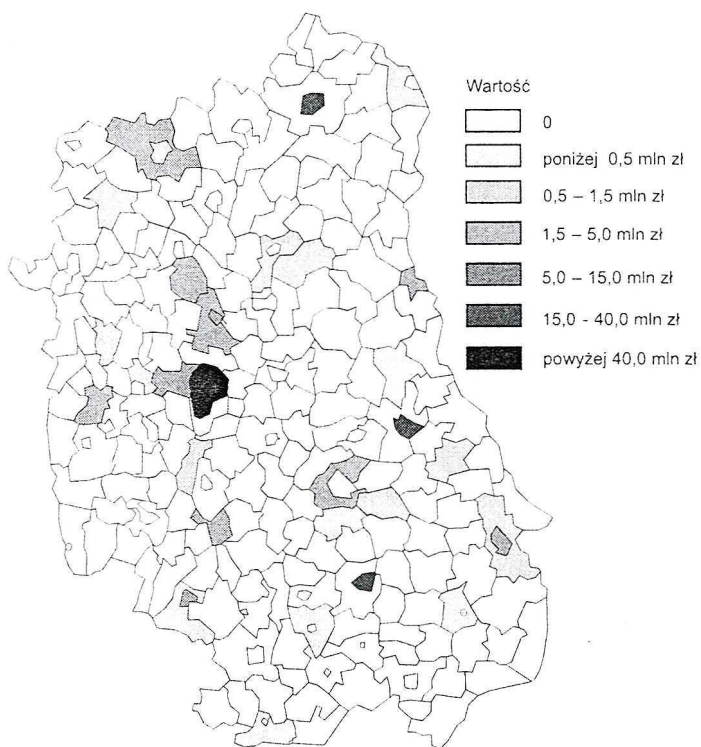 Wartość
0
poniżej 0,5 mln zł
0,5 – 1,5 mln zł
1,5 – 5,0 mln zł
5,0 – 15,0 mln zł
15,0 - 40,0 mln zł
powyżej 40,0 mln zł